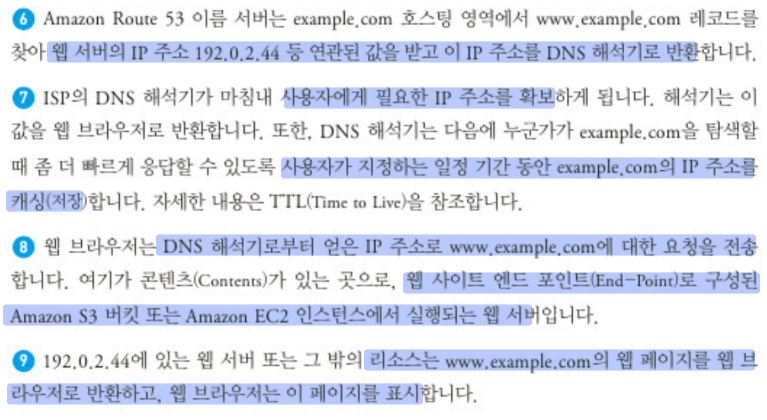 6 Amazon Route 53 이름 서버는 example.com 호스팅 영역에서 www.example.com 레코드를
찾아 웹 서버의 IP 주소 192.0.2.44 등 연관된 값을 받고 이 IP 주소를 DNS 해석기로 반환합니다.
7 ISP의 DNS 해석기가 마침내 사용자에게 필요한 IP 주소를 확보하게 됩니다. 해석기는 이
값을 웹 브라우저로 반환합니다. 또한, DNS 해석기는 다음에 누군가가 example.com을 탐색할
때 좀 더 빠르게 응답할 수 있도록 사용자가 지정하는 일정 기간 동안 example.com의 IP 주소를
캐싱(저장)합니다. 자세한 내용은 TTL(Time to Live)을 참조합니다.
8 웹 브라우저는 DNS 해석기로부터 얻은 IP 주소로 www.example.com에 대한 요청을 전송
합니다. 여기가 콘텐츠(Contents)가 있는 곳으로, 웹 사이트 엔드 포인트(End-Point)로 구성된
Amazon S3 버킷 또는 Amazon EC2 인스턴스에서 실행되는 웹 서버입니다.
9 192.0.2.44에 있는 웹 서버 또는 그 밖의 리소스는 www.example.com의 웹 페이지를 웹 브
라우저로 반환하고, 웹 브라우저는 이 페이지를 표시합니다.